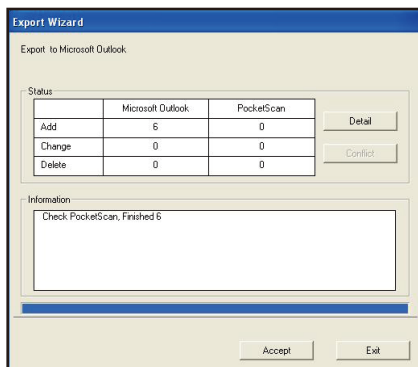 Export Wizard
Export to Microsoft Outlook
Status
Microsoft Outlook PocketScan
Add 6 0
Change 0 0
Delete 0 0
Detail
Conflict
Information
Check PocketScan, Finished 6
Accept Exit